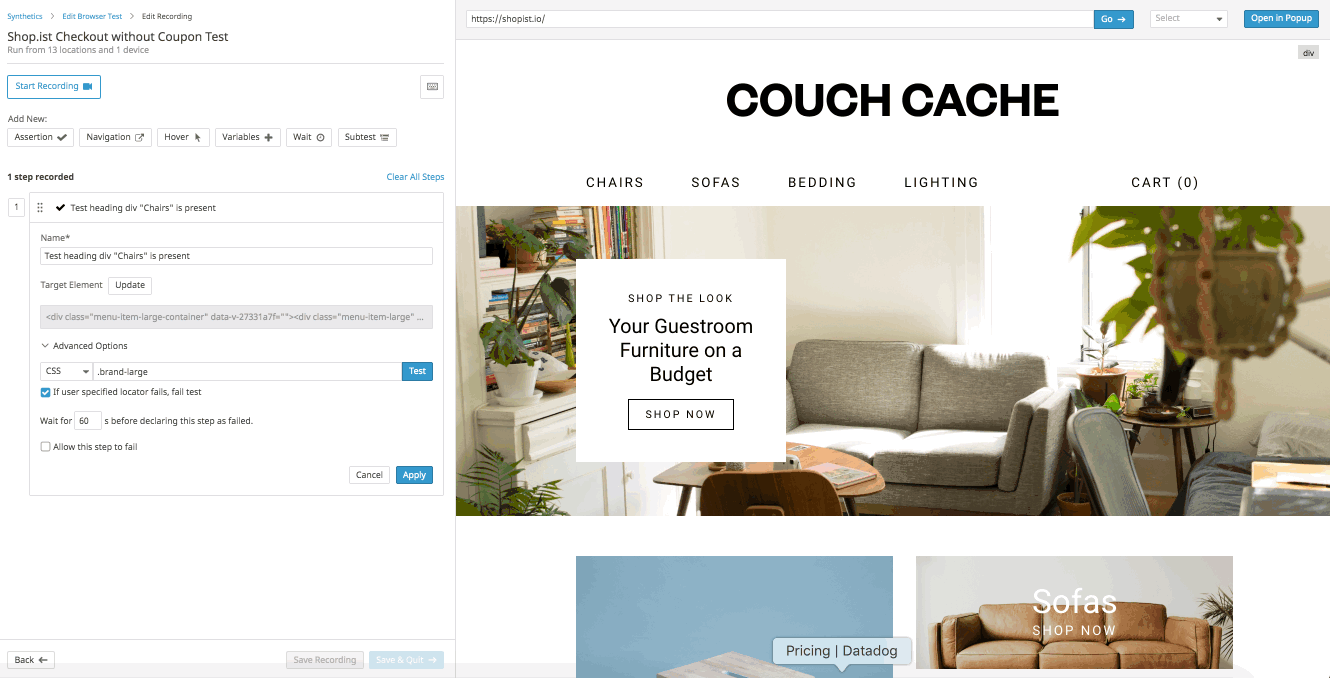 Synthetics > Edit Browser Test > Edit Recording
Shop.ist Checkout without Coupon Test
Run from 13 locations and 1 device
Start Recording
Add New:
Assertion Navigation Hover Variables Wait Subtest
1 step recorded Clear All Steps
1 Test heading div "Chairs" is present
Name*
Test heading div "Chairs" is present
Target Element Update
<div class="menu-item-large-container" data-v-27331a7f=""><div class="menu-item-large" ...
Advanced Options
CSS .brand-large Test
If user specified locator fails, fail test
Wait for 60 s before declaring this step as failed.
Allow this step to fail
Cancel Apply
Back Save Recording Save & Quit
https://shopist.io/ Go Select Open in Popup
div
COUCH CACHE
CHAIRS SOFAS BEDDING LIGHTING CART (0)
SHOP THE LOOK
Your Guestroom
Furniture on a
Budget
SHOP NOW
Sofas
SHOP NOW
Pricing | Datadog